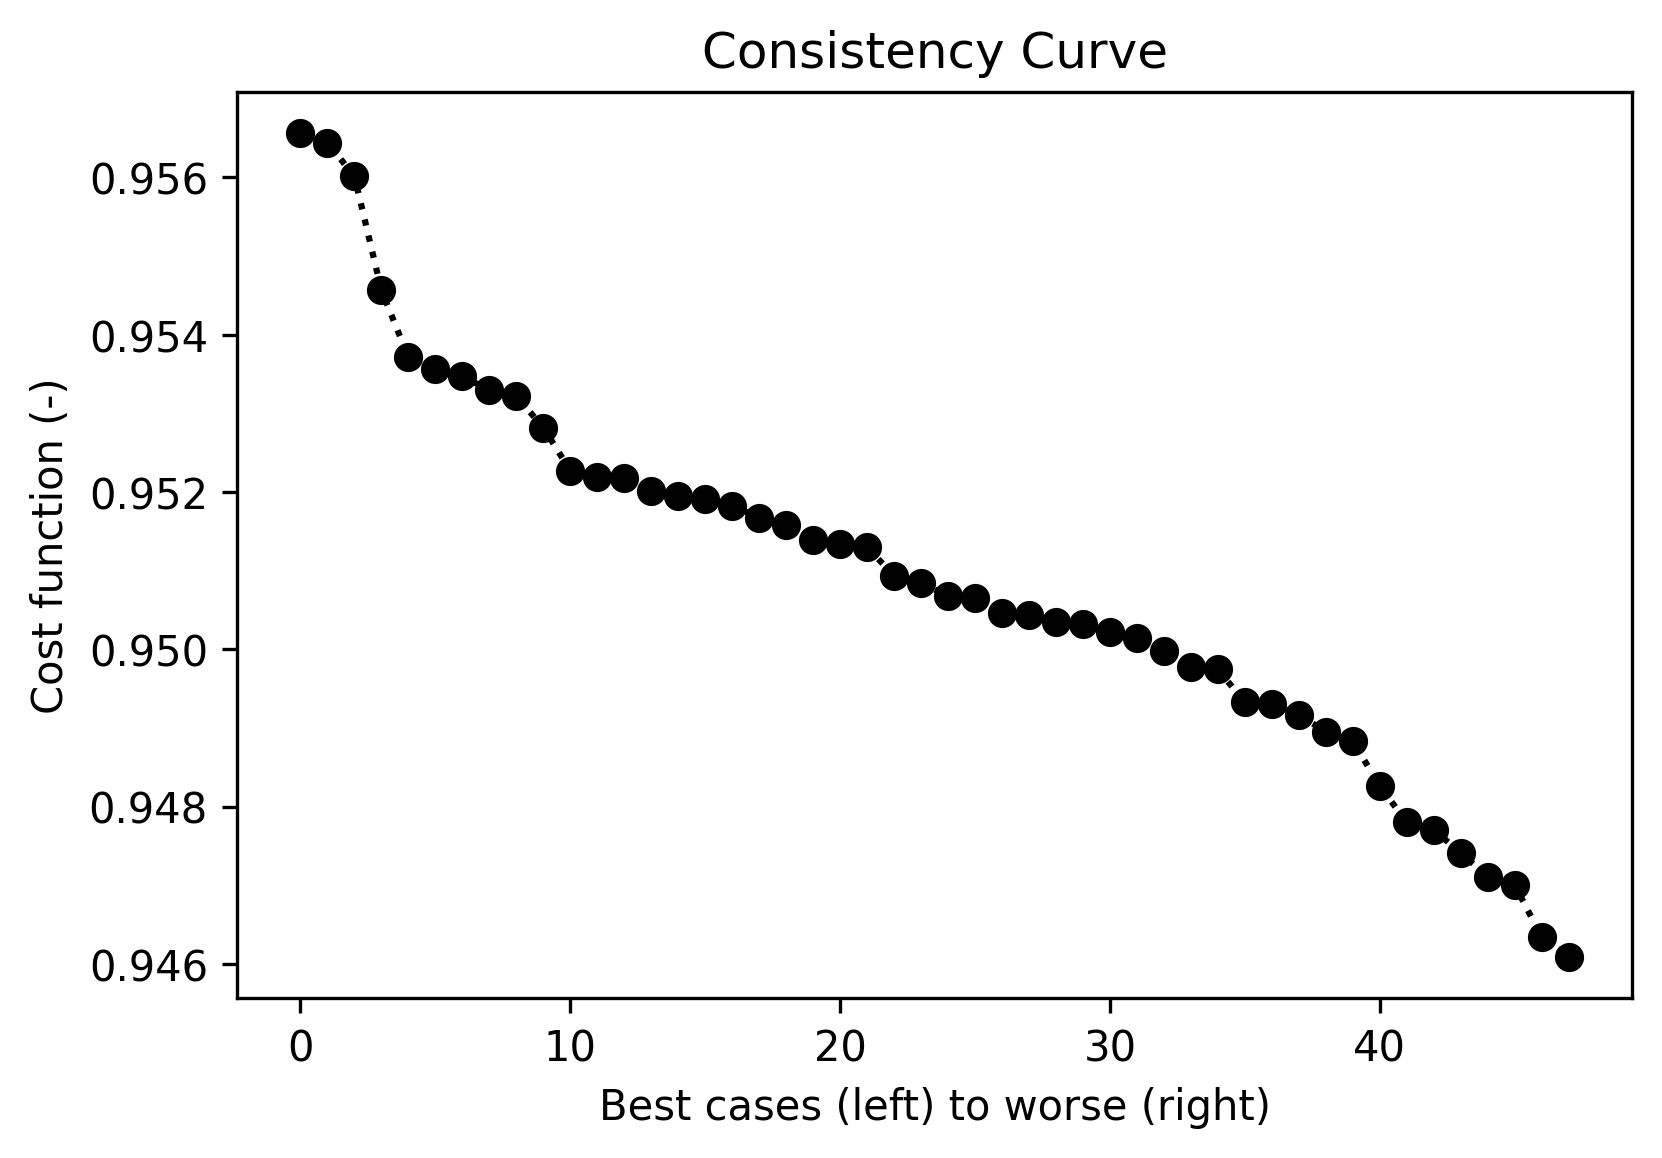 Consistency Curve
0.956
0.954
0.952
0.950
0.948
0.946
Cost function (-)
0 10 20 30 40
Best cases (left) to worse (right)